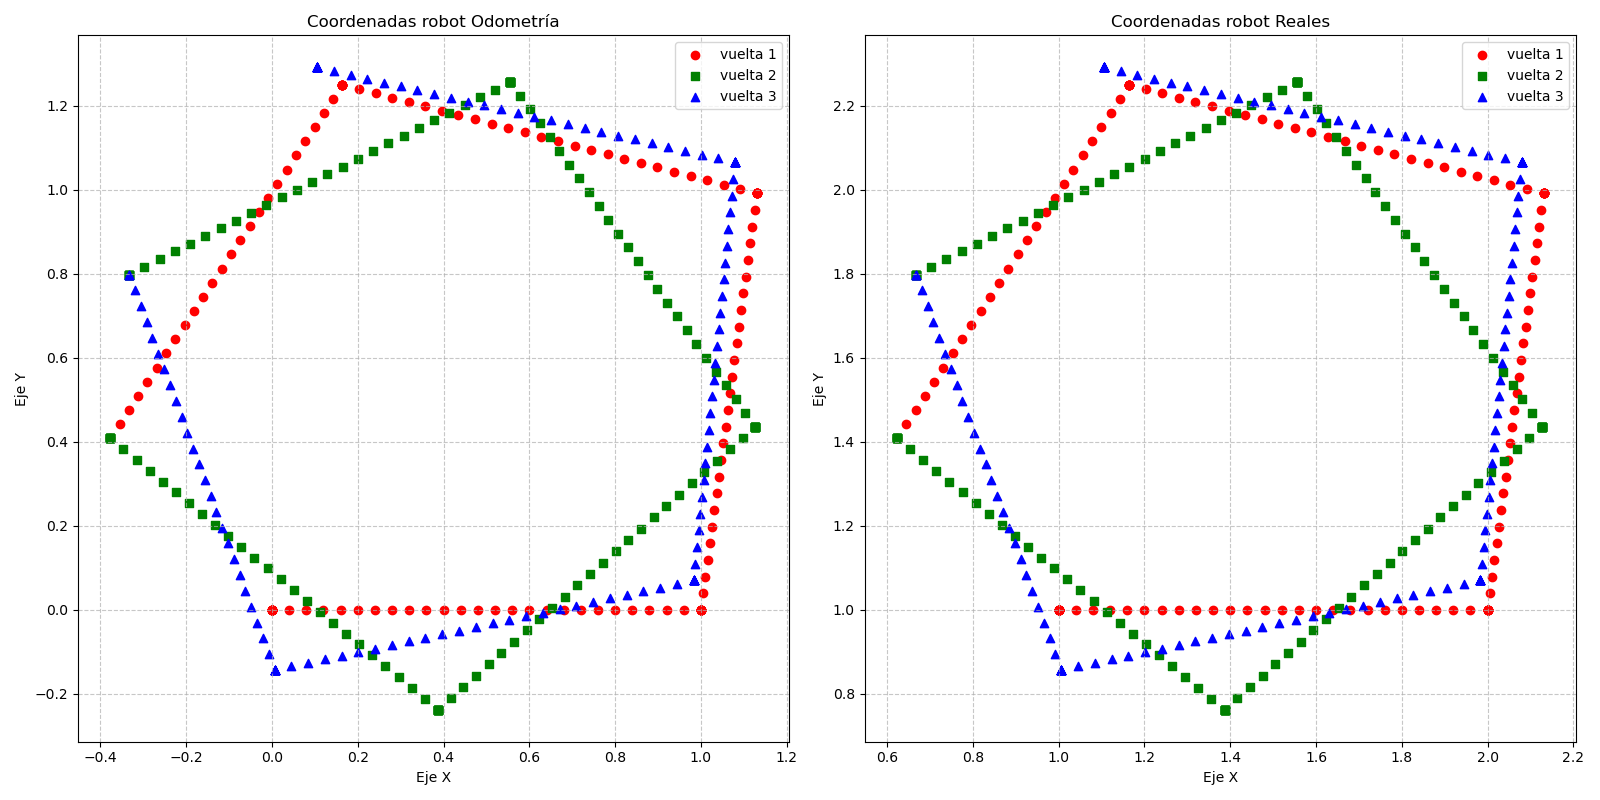 Coordenadas robot Odometría
vuelta 1
vuelta 2
vuelta 3
Eje Y
1.2
1.0
0.8
0.6
0.4
0.2
0.0
−0.2
−0.4 −0.2 0.0 0.2 0.4 0.6 0.8 1.0 1.2
Eje X
Coordenadas robot Reales
vuelta 1
vuelta 2
vuelta 3
Eje Y
2.2
2.0
1.8
1.6
1.4
1.2
1.0
0.8
0.6 0.8 1.0 1.2 1.4 1.6 1.8 2.0 2.2
Eje X